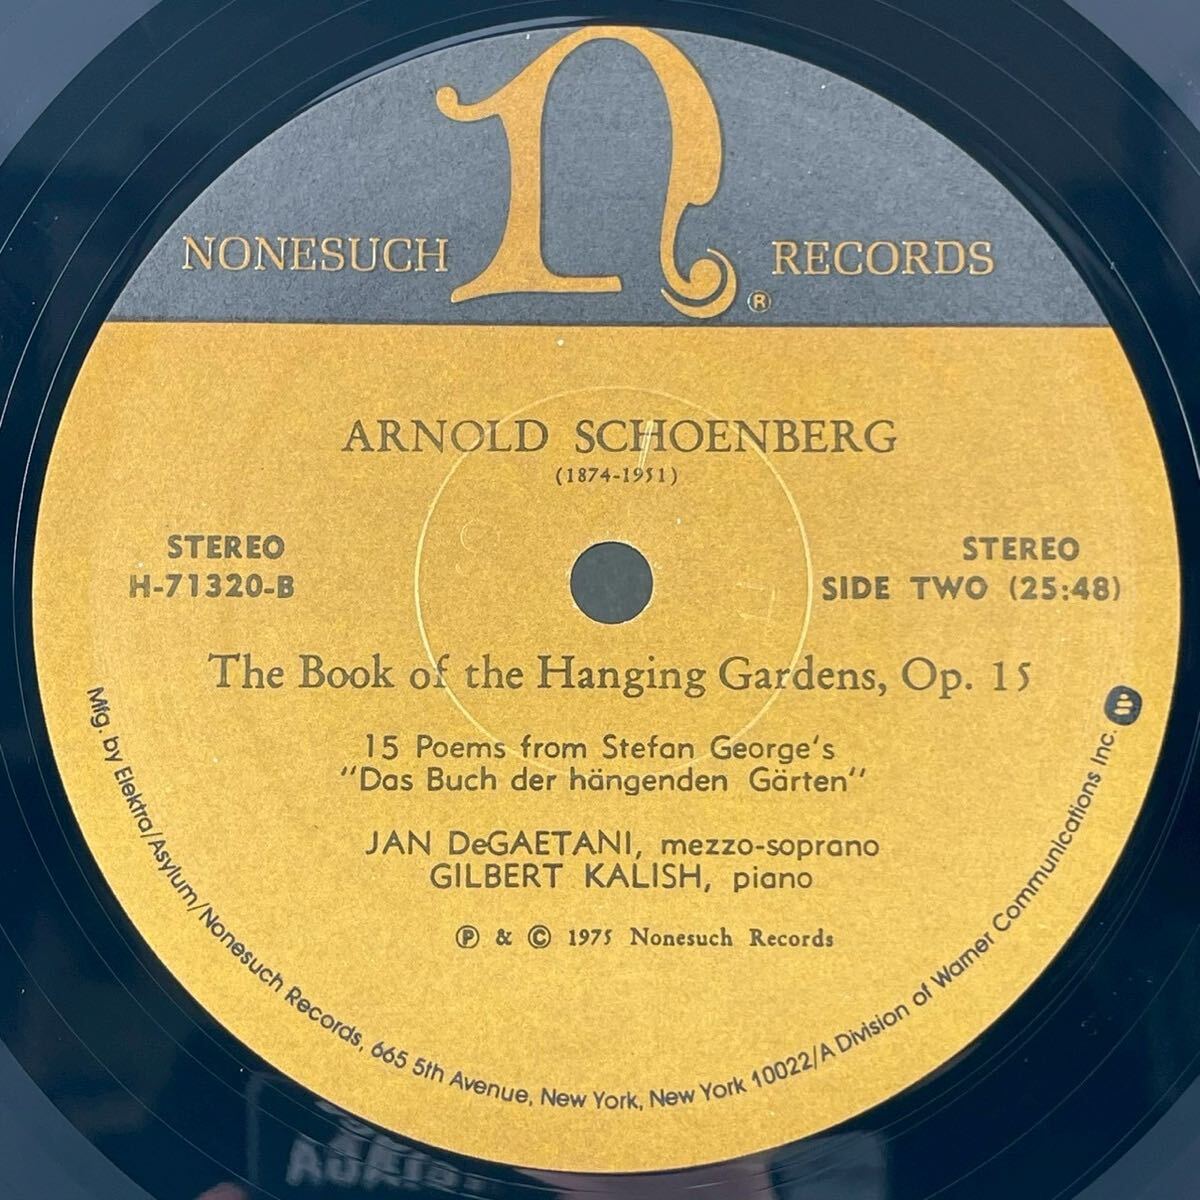 n
NONESUCH RECORDS ®
ARNOLD SCHOENBERG
(1874-1951)
STEREO
H-71320-B
STEREO
SIDE TWO (25:48)
The Book of the Hanging Gardens, Op. 15
15 Poems from Stefan George's
"Das Buch der hängenden Gärten"
JAN DeGAETANI, mezzo-soprano
GILBERT KALISH, piano
Ⓟ & © 1975 Nonesuch Records
Mfg. by Elektra/Asylum/Nonesuch Records, 665 5th Avenue, New York, New York 10022/A Division of Warner Communications Inc.